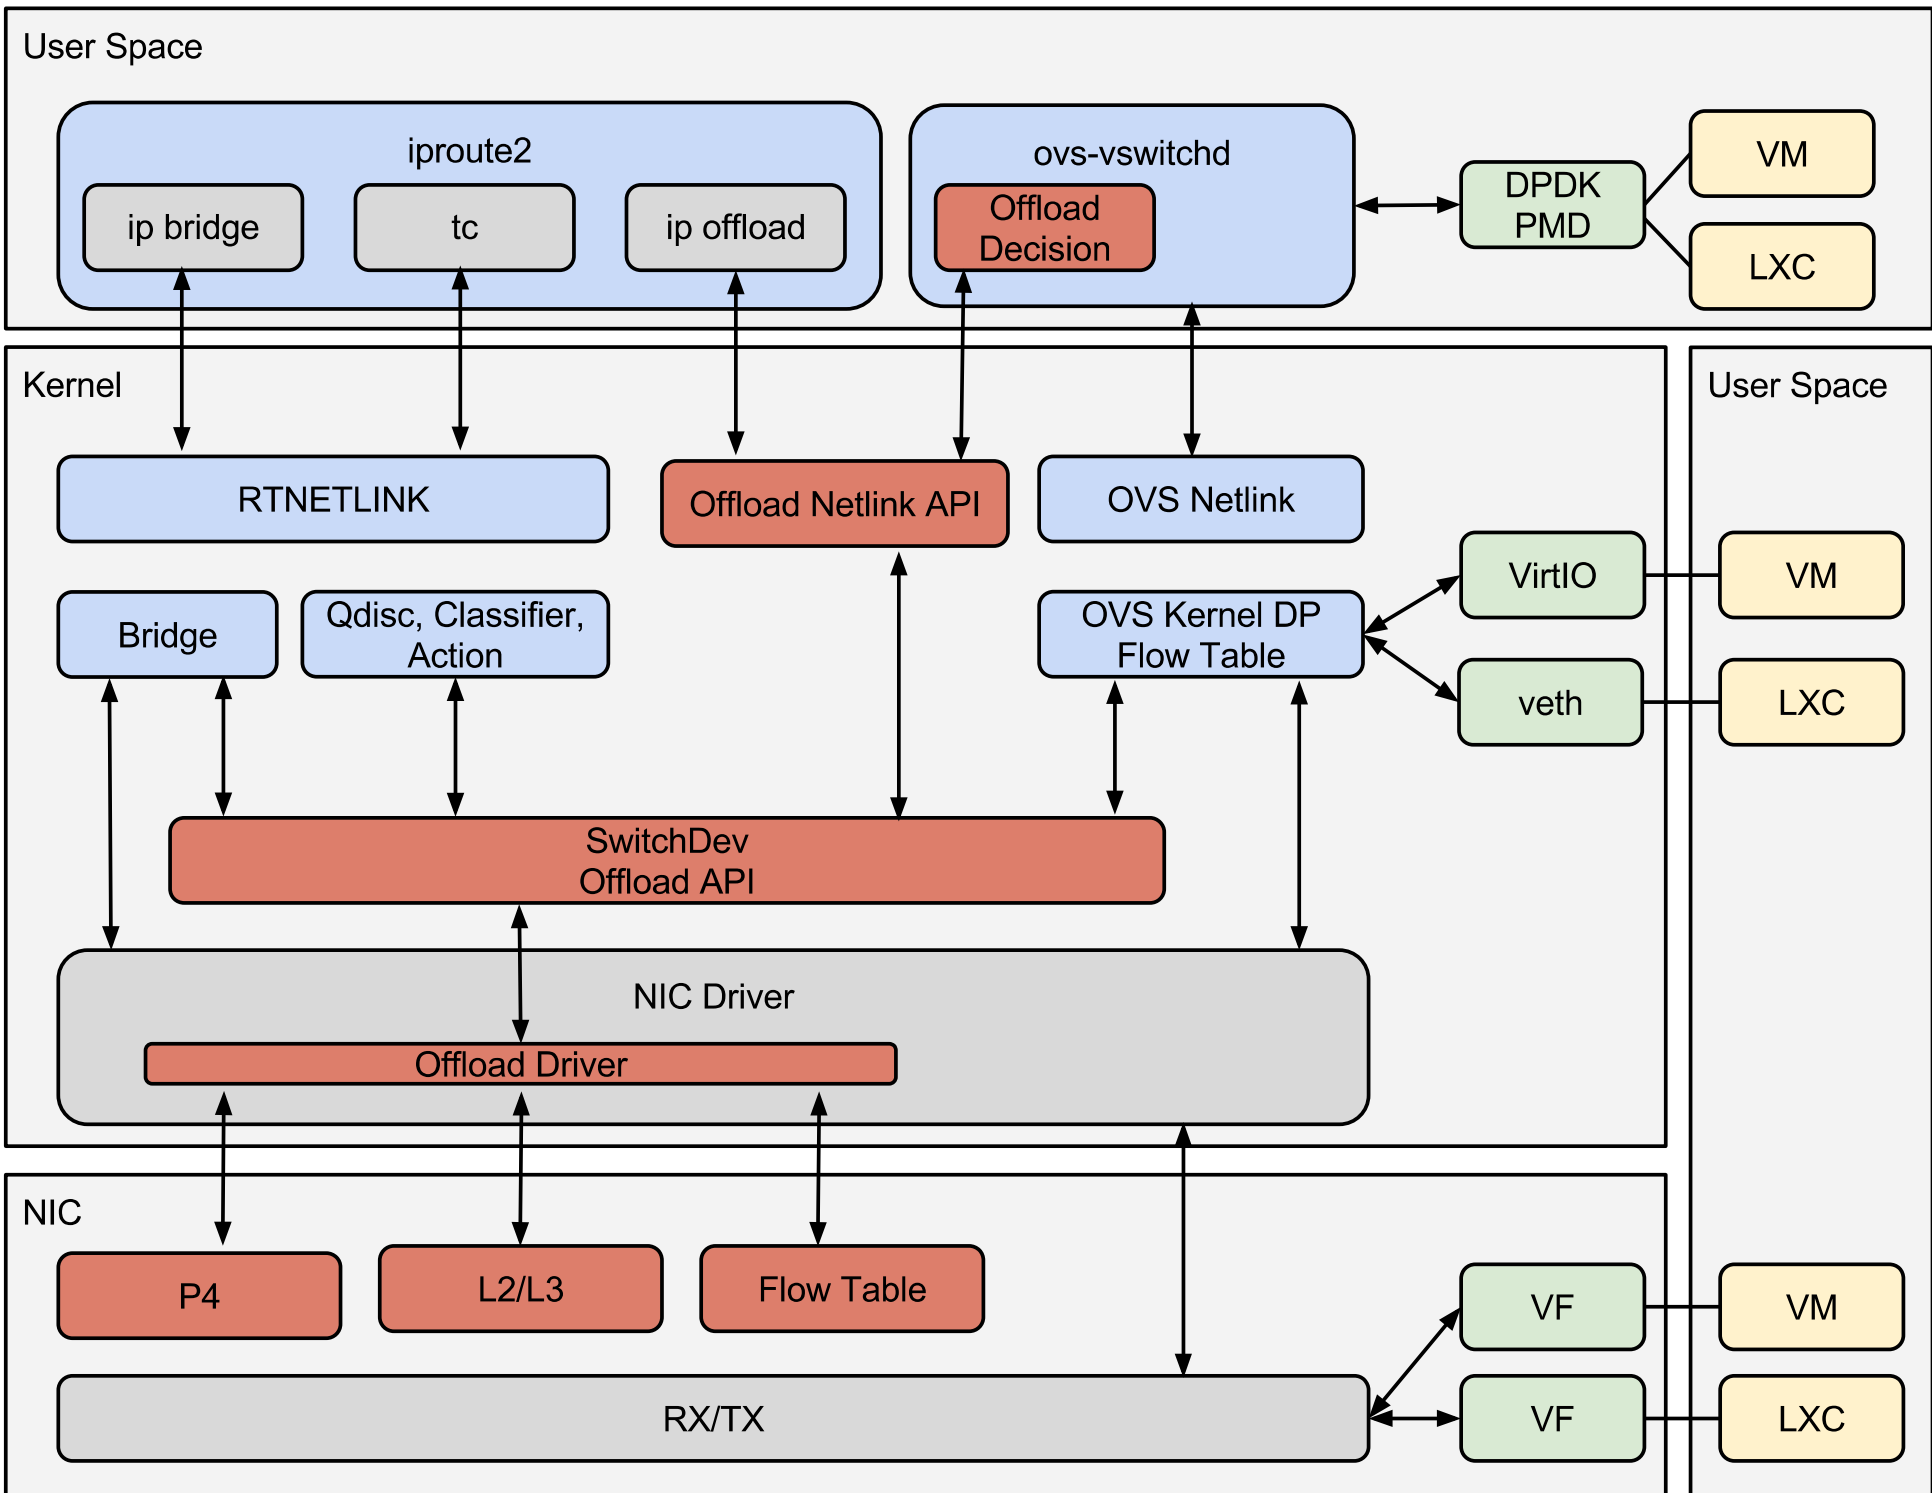 User Space
iproute2
ip bridge
tc
ip offload
ovs-vswitchd
Offload
Decision
DPDK
PMD
VM
LXC
Kernel
RTNETLINK
Offload Netlink API
OVS Netlink
Bridge
Qdisc, Classifier,
Action
OVS Kernel DP
Flow Table
VirtIO
veth
SwitchDev
Offload API
NIC Driver
Offload Driver
User Space
VM
LXC
NIC
P4
L2/L3
Flow Table
RX/TX
VF
VF
VM
LXC